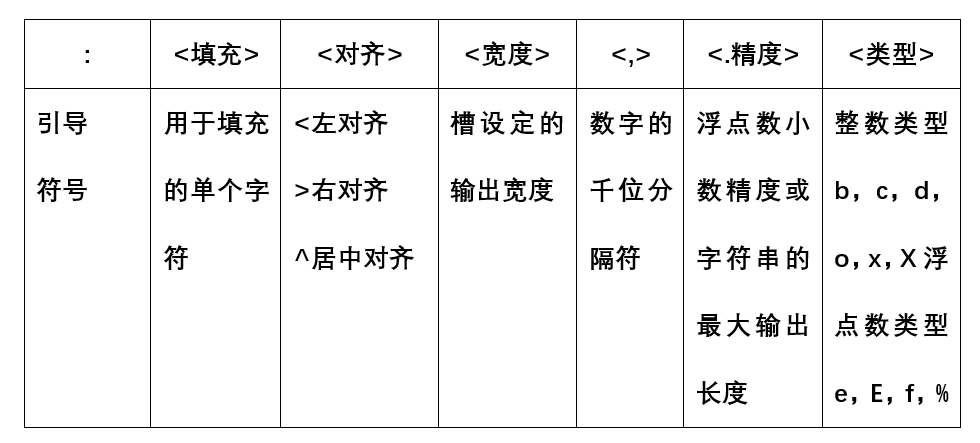 :
<填充>
<对齐>
<宽度>
<,>
<.精度>
<类型>
引导
符号
用于填充
的单个字
符
<左对齐
>右对齐
^居中对齐
槽设定的
输出宽度
数字的
千位分
隔符
浮点数小
数精度或
字符串的
最大输出
长度
整数类型
b, c, d,
o, x, X 浮
点数类型
e, E, f, %